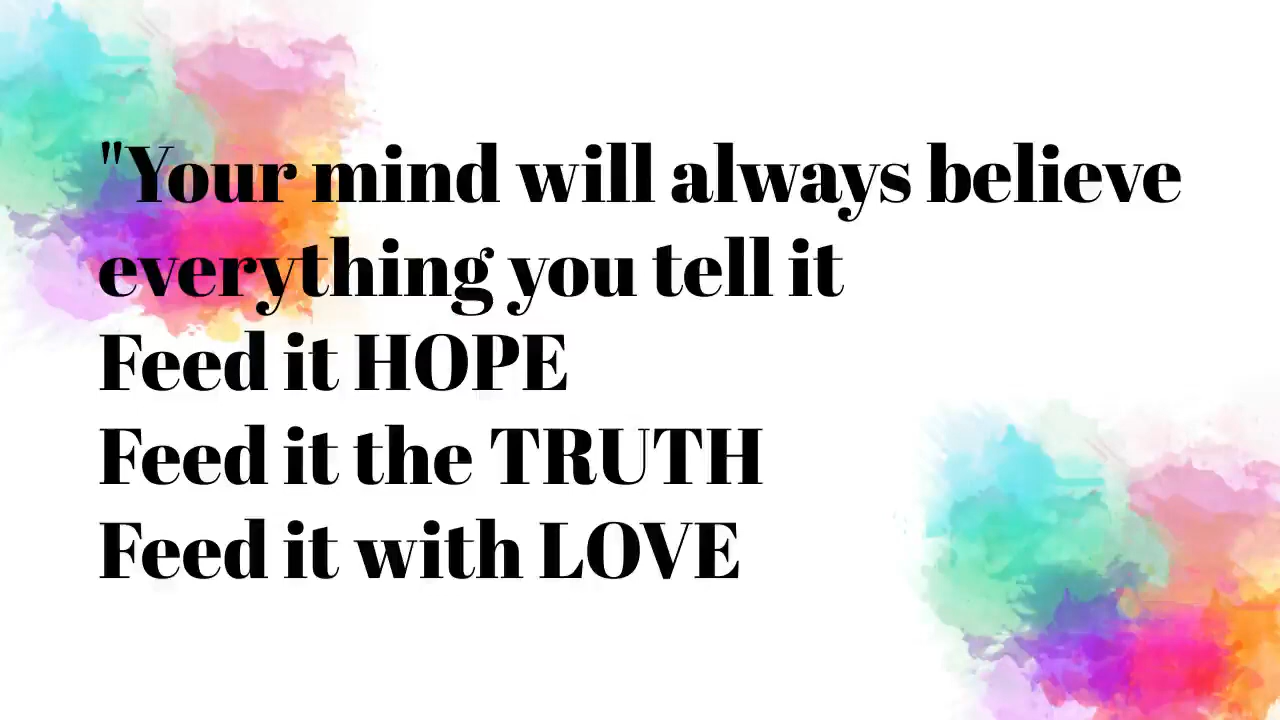 "Your mind will always believe
everything you tell it
Feed it HOPE
Feed it the TRUTH
Feed it with LOVE